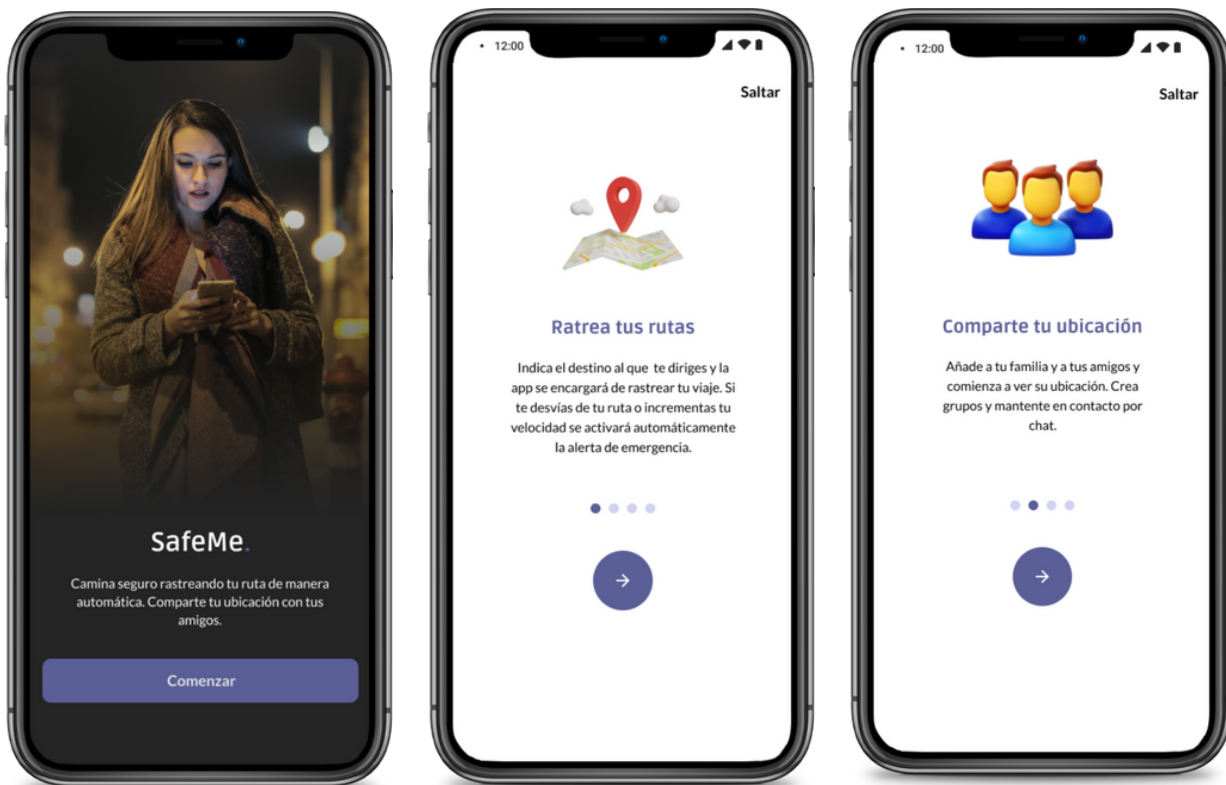 SafeMe.
Camina seguro rastreando tu ruta de manera
automática. Comparte tu ubicación con tus
amigos.
Comenzar
12:00
Saltar
Ratrea tus rutas
Indica el destino al que te diriges y la
app se encargará de rastrear tu viaje. Si
te desvías de tu ruta o incrementas tu
velocidad se activará automáticamente
la alerta de emergencia.
12:00
Saltar
Comparte tu ubicación
Añade a tu familia y a tus amigos y
comienza a ver su ubicación. Crea
grupos y mantente en contacto por
chat.